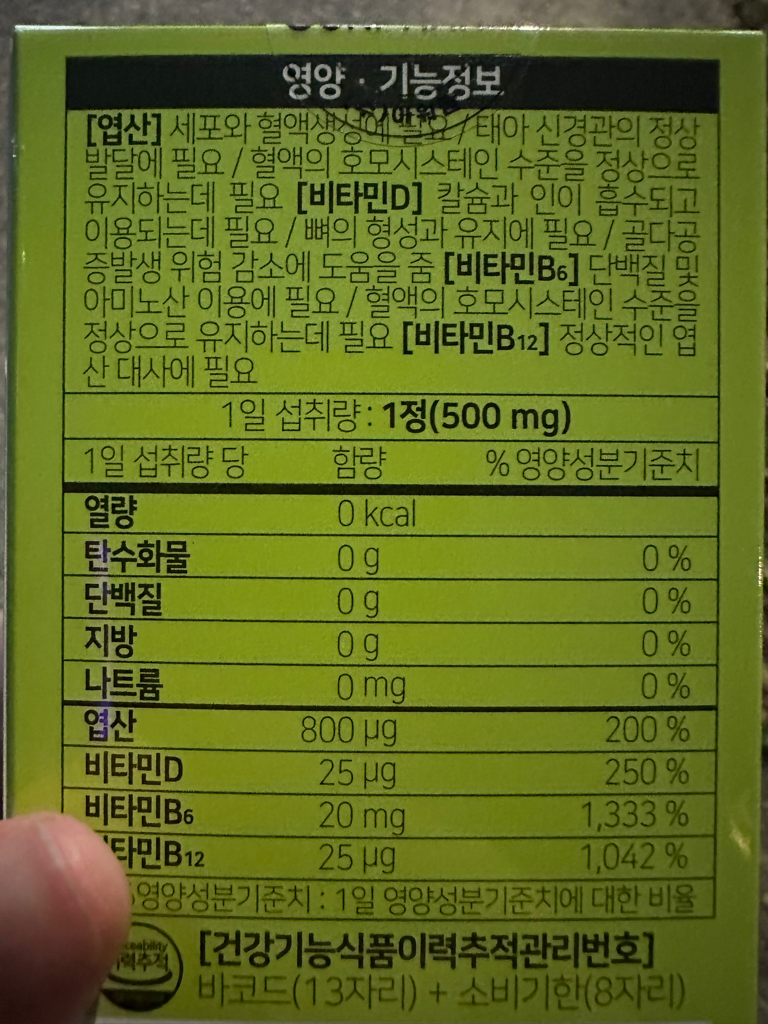 영양 · 기능정보
[엽산] 세포와 혈액생성에 필요 / 태아 신경관의 정상
발달에 필요 / 혈액의 호모시스테인 수준을 정상으로
유지하는데 필요 [비타민D] 칼슘과 인이 흡수되고
이용되는데 필요 / 뼈의 형성과 유지에 필요 / 골다공
증발생 위험 감소에 도움을 줌 [비타민B6] 단백질 및
아미노산 이용에 필요 / 혈액의 호모시스테인 수준을
정상으로 유지하는데 필요 [비타민B12] 정상적인 엽
산 대사에 필요
1일 섭취량 : 1정(500 mg)
1일 섭취량 당 함량 % 영양성분기준치
열량 0 kcal
탄수화물 0 g 0 %
단백질 0 g 0 %
지방 0 g 0 %
나트륨 0 mg 0 %
엽산 800 µg 200 %
비타민D 25 µg 250 %
비타민B6 20 mg 1,333 %
타민B12 25 µg 1,042 %
영양성분기준치 : 1일 영양성분기준치에 대한 비율
력추적
[건강기능식품이력추적관리번호]
바코드(13자리) + 소비기한(8자리)